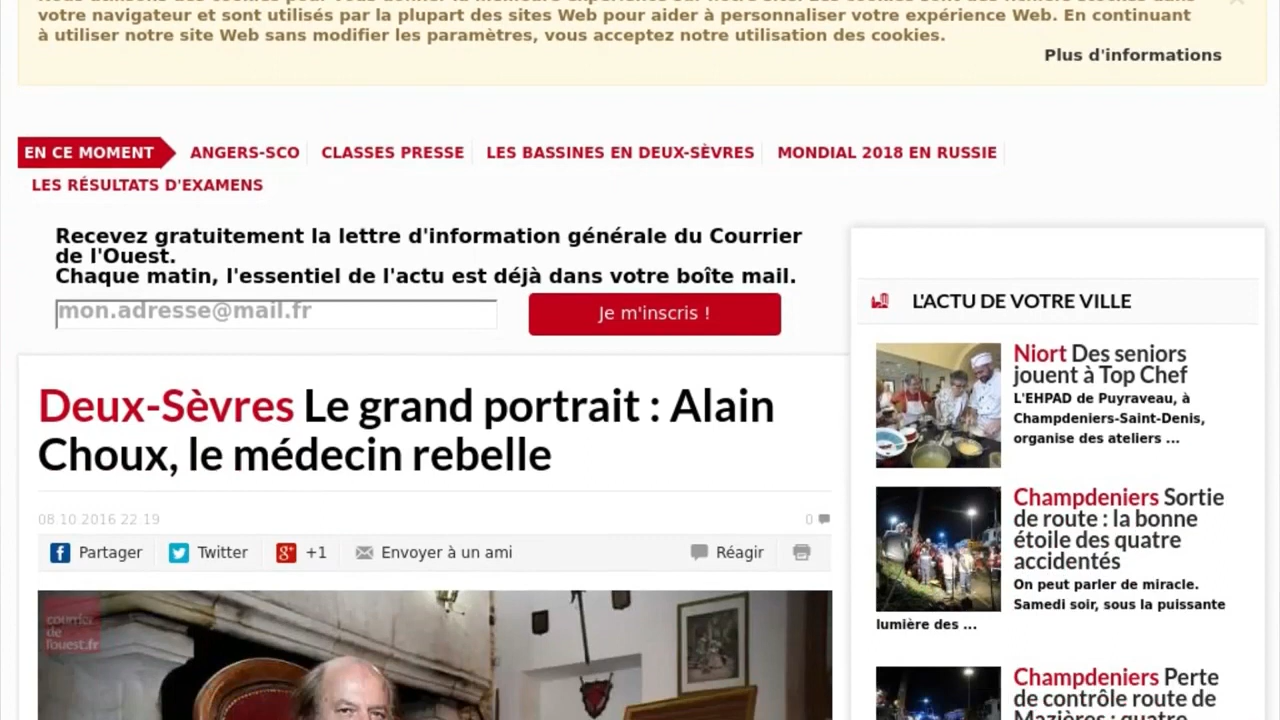 votre navigateur et sont utilisés par la plupart des sites Web pour aider à personnaliser votre expérience Web. En continuant
à utiliser notre site Web sans modifier les paramètres, vous acceptez notre utilisation des cookies.
Plus d'informations
EN CE MOMENT ANGERS-SCO CLASSES PRESSE LES BASSINES EN DEUX-SÈVRES MONDIAL 2018 EN RUSSIE
LES RÉSULTATS D'EXAMENS
Recevez gratuitement la lettre d'information générale du Courrier
de l'Ouest.
Chaque matin, l'essentiel de l'actu est déjà dans votre boîte mail.
mon.adresse@mail.fr
Je m'inscris !
Deux-Sèvres Le grand portrait : Alain
Choux, le médecin rebelle
08.10.2016 22:19
0
Partager Twitter +1 Envoyer à un ami Réagir
courrier
de
l'ouest.fr
L'ACTU DE VOTRE VILLE
Niort Des seniors
jouent à Top Chef
L'EHPAD de Puyraveau, à
Champdeniers-Saint-Denis,
organise des ateliers ...
Champdeniers Sortie
de route : la bonne
étoile des quatre
accidentés
On peut parler de miracle.
Samedi soir, sous la puissante
lumière des ...
Champdeniers Perte
de contrôle route de
Mazières : quatre